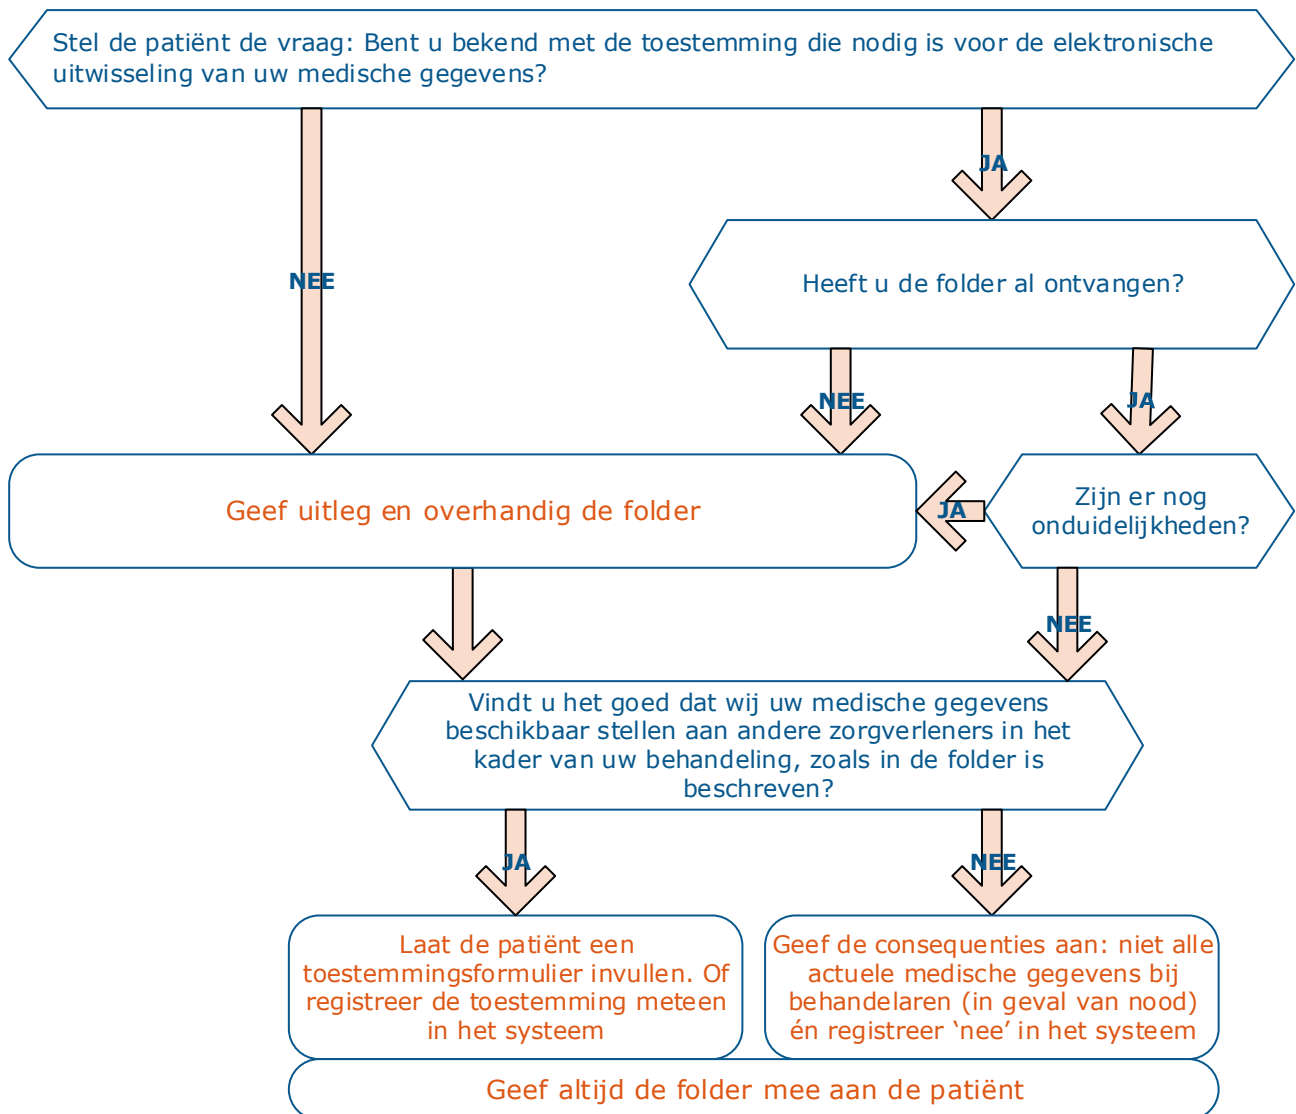 Stel de patiënt de vraag: Bent u bekend met de toestemming die nodig is voor de elektronische
uitwisseling van uw medische gegevens?
JA
NEE
Heeft u de folder al ontvangen?
NEE
JA
Geef uitleg en overhandig de folder
JA
Zijn er nog
onduidelijkheden?
NEE
Vindt u het goed dat wij uw medische gegevens
beschikbaar stellen aan andere zorgverleners in het
kader van uw behandeling, zoals in de folder is
beschreven?
JA
NEE
Laat de patiënt een
toestemmingsformulier invullen. Of
registreer de toestemming meteen
in het systeem
Geef de consequenties aan: niet alle
actuele medische gegevens bij
behandelaren (in geval van nood)
én registreer ‘nee’ in het systeem
Geef altijd de folder mee aan de patiënt